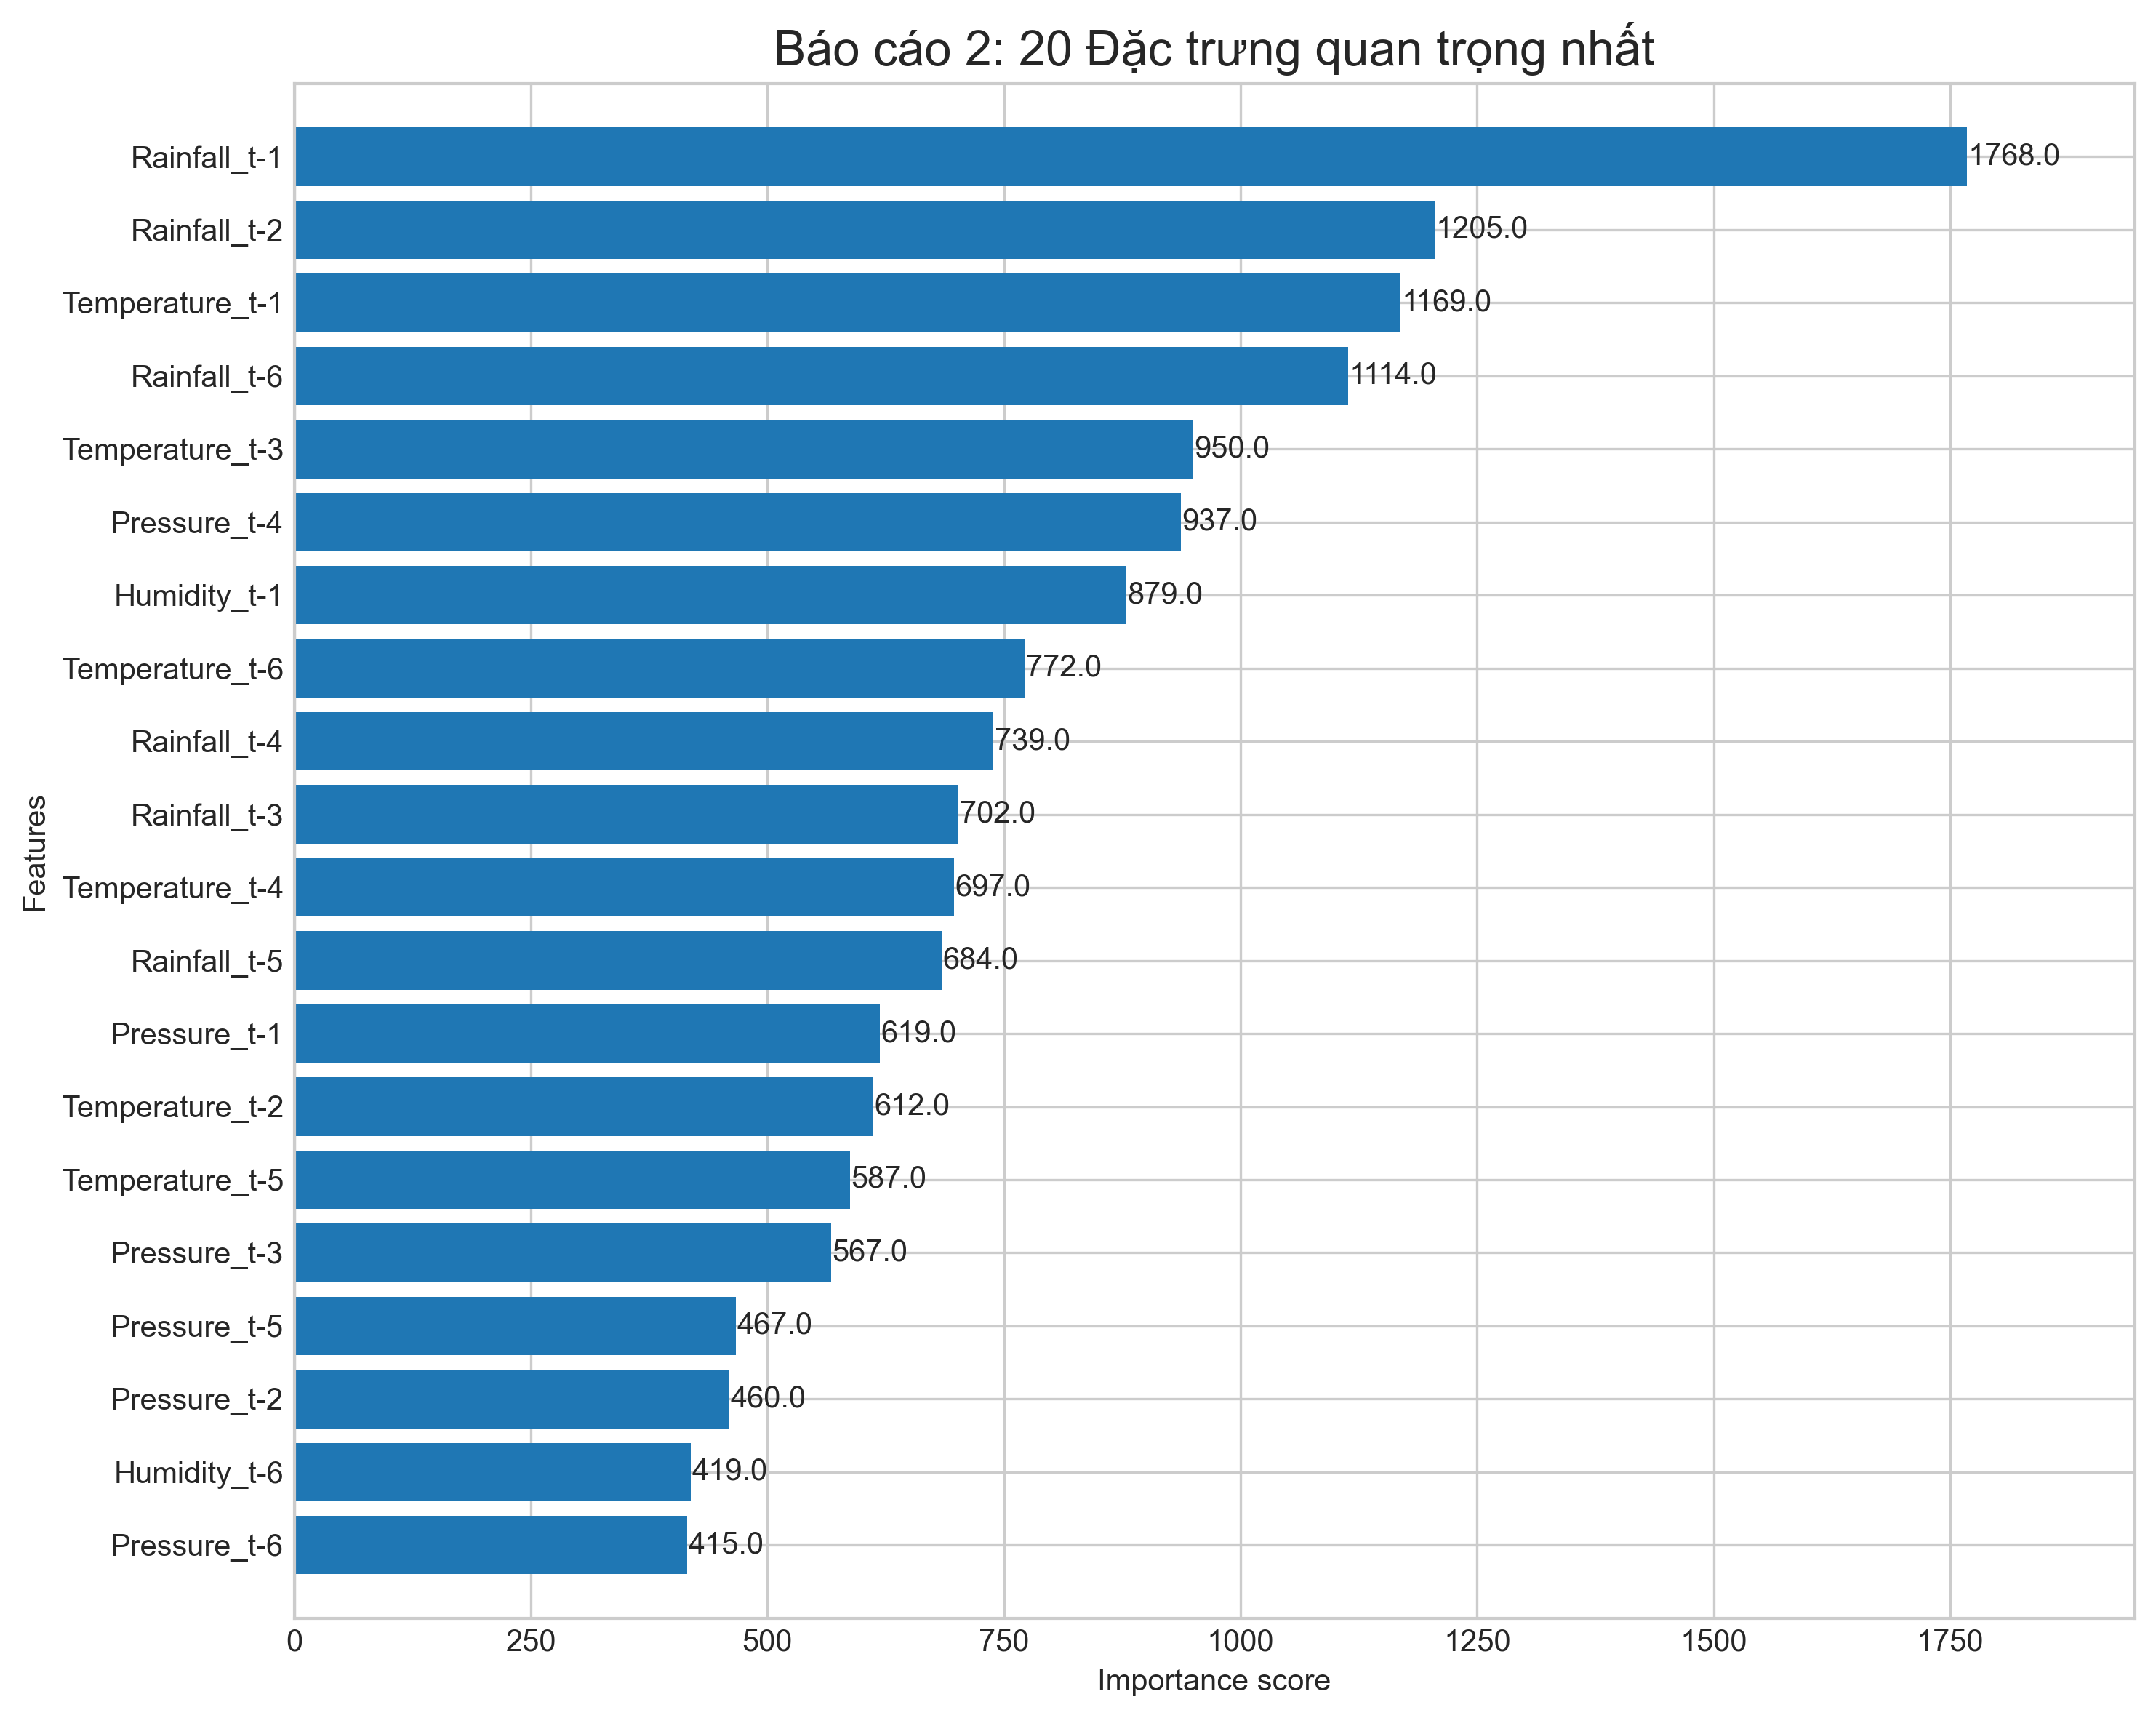 Báo cáo 2: 20 Đặc trưng quan trọng nhất
Rainfall_t-1 1768.0
Rainfall_t-2 1205.0
Temperature_t-1 1169.0
Rainfall_t-6 1114.0
Temperature_t-3 950.0
Pressure_t-4 937.0
Humidity_t-1 879.0
Temperature_t-6 772.0
Rainfall_t-4 739.0
Rainfall_t-3 702.0
Temperature_t-4 697.0
Rainfall_t-5 684.0
Pressure_t-1 619.0
Temperature_t-2 612.0
Temperature_t-5 587.0
Pressure_t-3 567.0
Pressure_t-5 467.0
Pressure_t-2 460.0
Humidity_t-6 419.0
Pressure_t-6 415.0
Features
0 250 500 750 1000 1250 1500 1750
Importance score